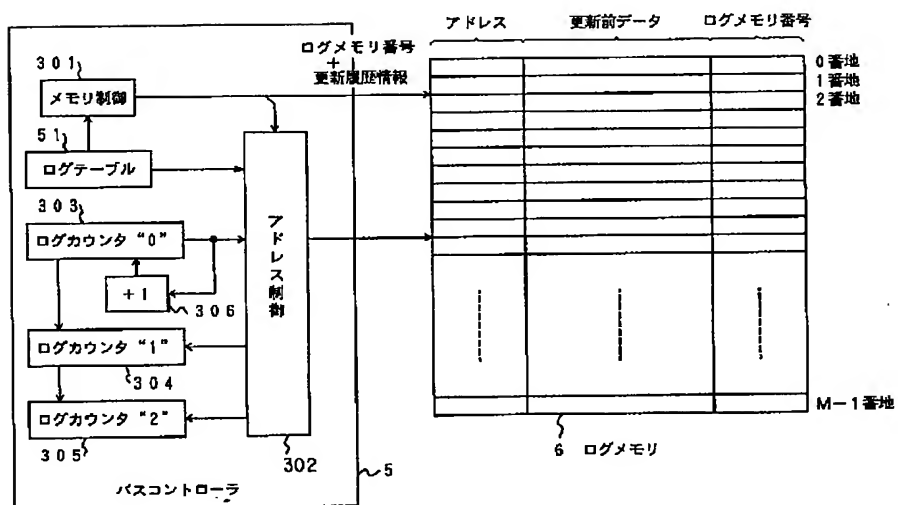 アドレス 更新前データ ログメモリ番号
ログメモリ番号
+
更新履歴情報
301
メモリ制御
51
ログテーブル
303
ログカウンタ "0"
+1
306
ログカウンタ "1"
304
ログカウンタ "2"
305
アドレス制御
302
5
バスコントローラ
0番地
1番地
2番地
M-1番地
6 ログメモリ